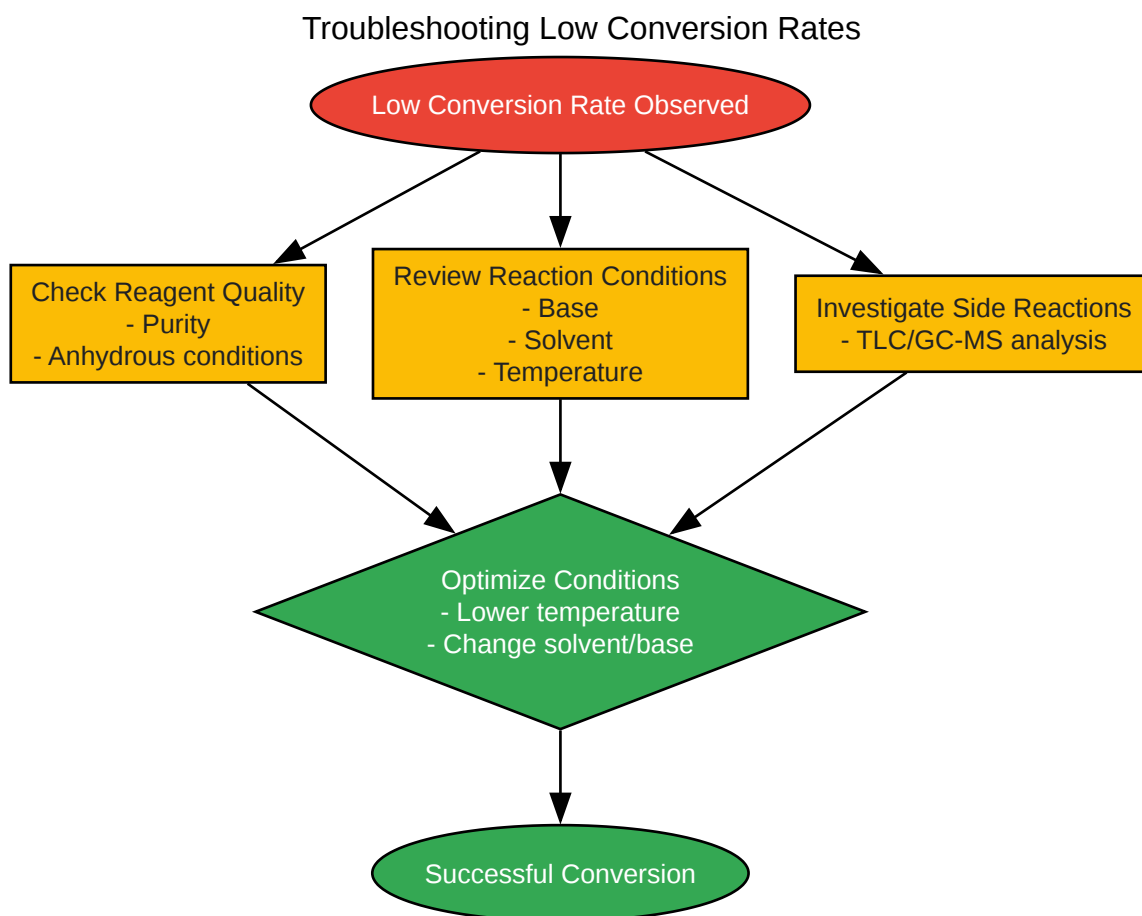 Troubleshooting Low Conversion Rates
Low Conversion Rate Observed
Check Reagent Quality
- Purity
- Anhydrous conditions
Review Reaction Conditions
- Base
- Solvent
- Temperature
Investigate Side Reactions
- TLC/GC-MS analysis
Optimize Conditions
- Lower temperature
- Change solvent/base
Successful Conversion